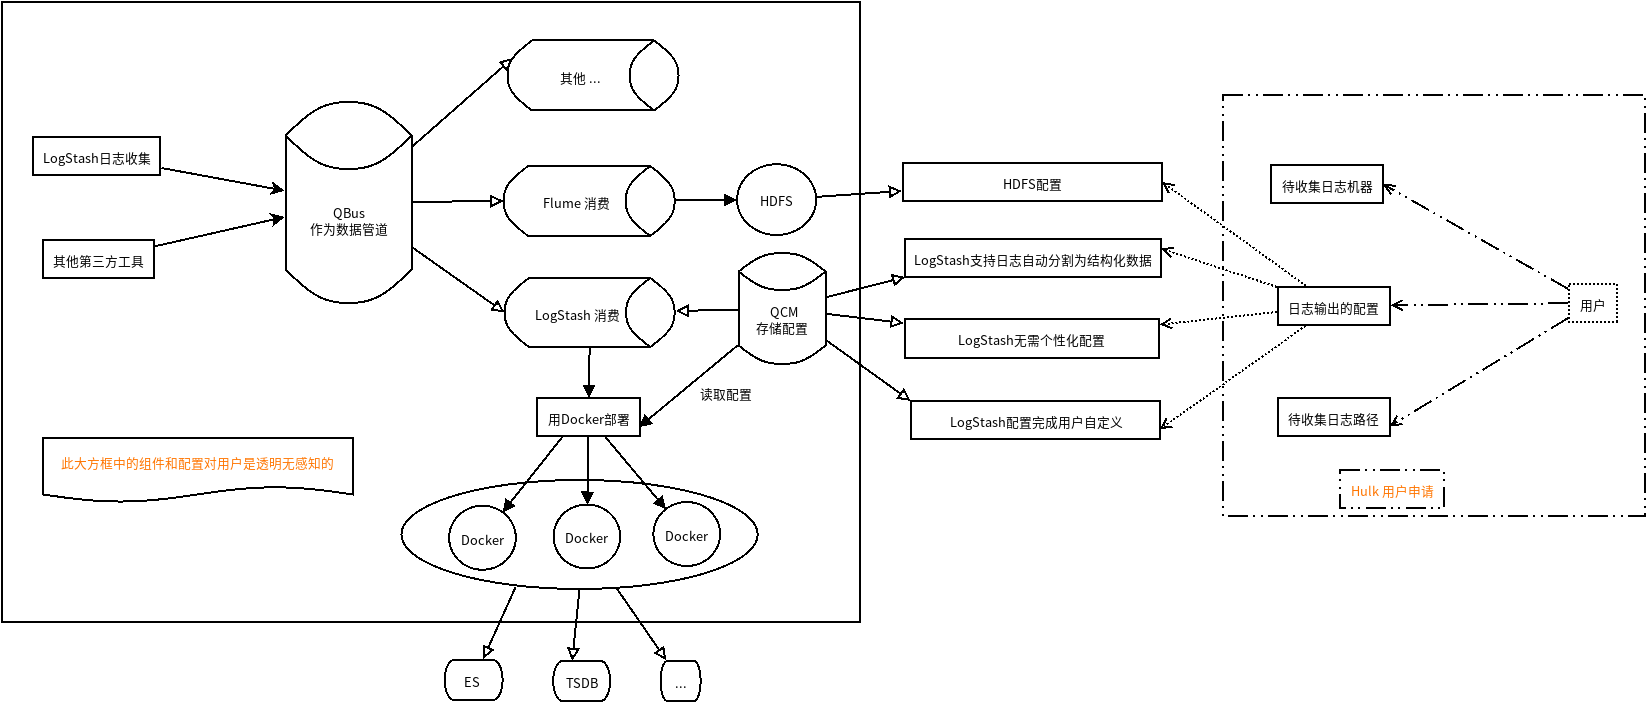 其他 ...
LogStash日志收集
QBus
作为数据管道
其他第三方工具
Flume 消费
HDFS
LogStash 消费
QCM
存储配置
读取配置
用Docker部署
此大方框中的组件和配置对用户是透明无感知的
Docker
Docker
Docker
ES
TSDB
...
HDFS配置
LogStash支持日志自动分割为结构化数据
LogStash无需个性化配置
LogStash配置完成用户自定义
待收集日志机器
日志输出的配置
用户
待收集日志路径
Hulk 用户申请